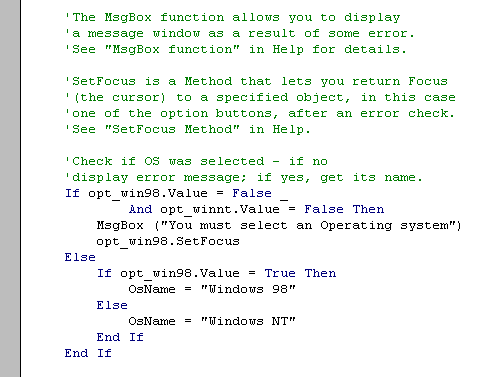 'The MsgBox function allows you to display
'a message window as a result of some error.
'See "MsgBox function" in Help for details.

'SetFocus is a Method that lets you return Focus
'(the cursor) to a specified object, in this case
'one of the option buttons, after an error check.
'See "SetFocus Method" in Help.

'Check if OS was selected - if no
'display error message; if yes, get its name.
If opt_win98.Value = False _
        And opt_winnt.Value = False Then
    MsgBox ("You must select an Operating system")
    opt_win98.SetFocus
Else
    If opt_win98.Value = True Then
        OsName = "Windows 98"
    Else
        OsName = "Windows NT"
    End If
End If